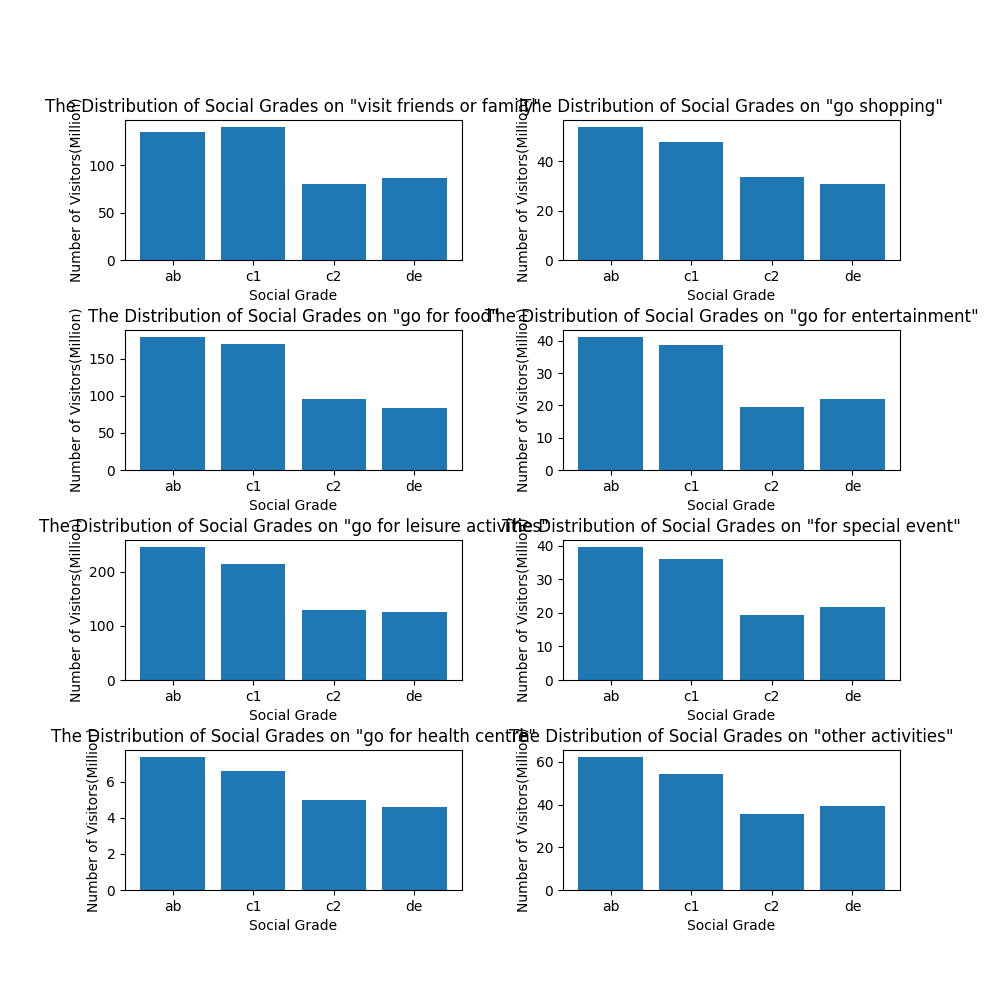 The Distribution of Social Grades on "visit friends or family"
Number of Visitors(Million)
100
50
0
ab c1 c2 de
Social Grade
The Distribution of Social Grades on "go shopping"
Number of Visitors(Million)
40
20
0
ab c1 c2 de
Social Grade
The Distribution of Social Grades on "go for food"
Number of Visitors(Million)
150
100
50
0
ab c1 c2 de
Social Grade
The Distribution of Social Grades on "go for entertainment"
Number of Visitors(Million)
40
30
20
10
0
ab c1 c2 de
Social Grade
The Distribution of Social Grades on "go for leisure activities"
Number of Visitors(Million)
200
100
0
ab c1 c2 de
Social Grade
The Distribution of Social Grades on "for special event"
Number of Visitors(Million)
40
30
20
10
0
ab c1 c2 de
Social Grade
The Distribution of Social Grades on "go for health centre"
Number of Visitors(Million)
6
4
2
0
ab c1 c2 de
Social Grade
The Distribution of Social Grades on "other activities"
Number of Visitors(Million)
60
40
20
0
ab c1 c2 de
Social Grade